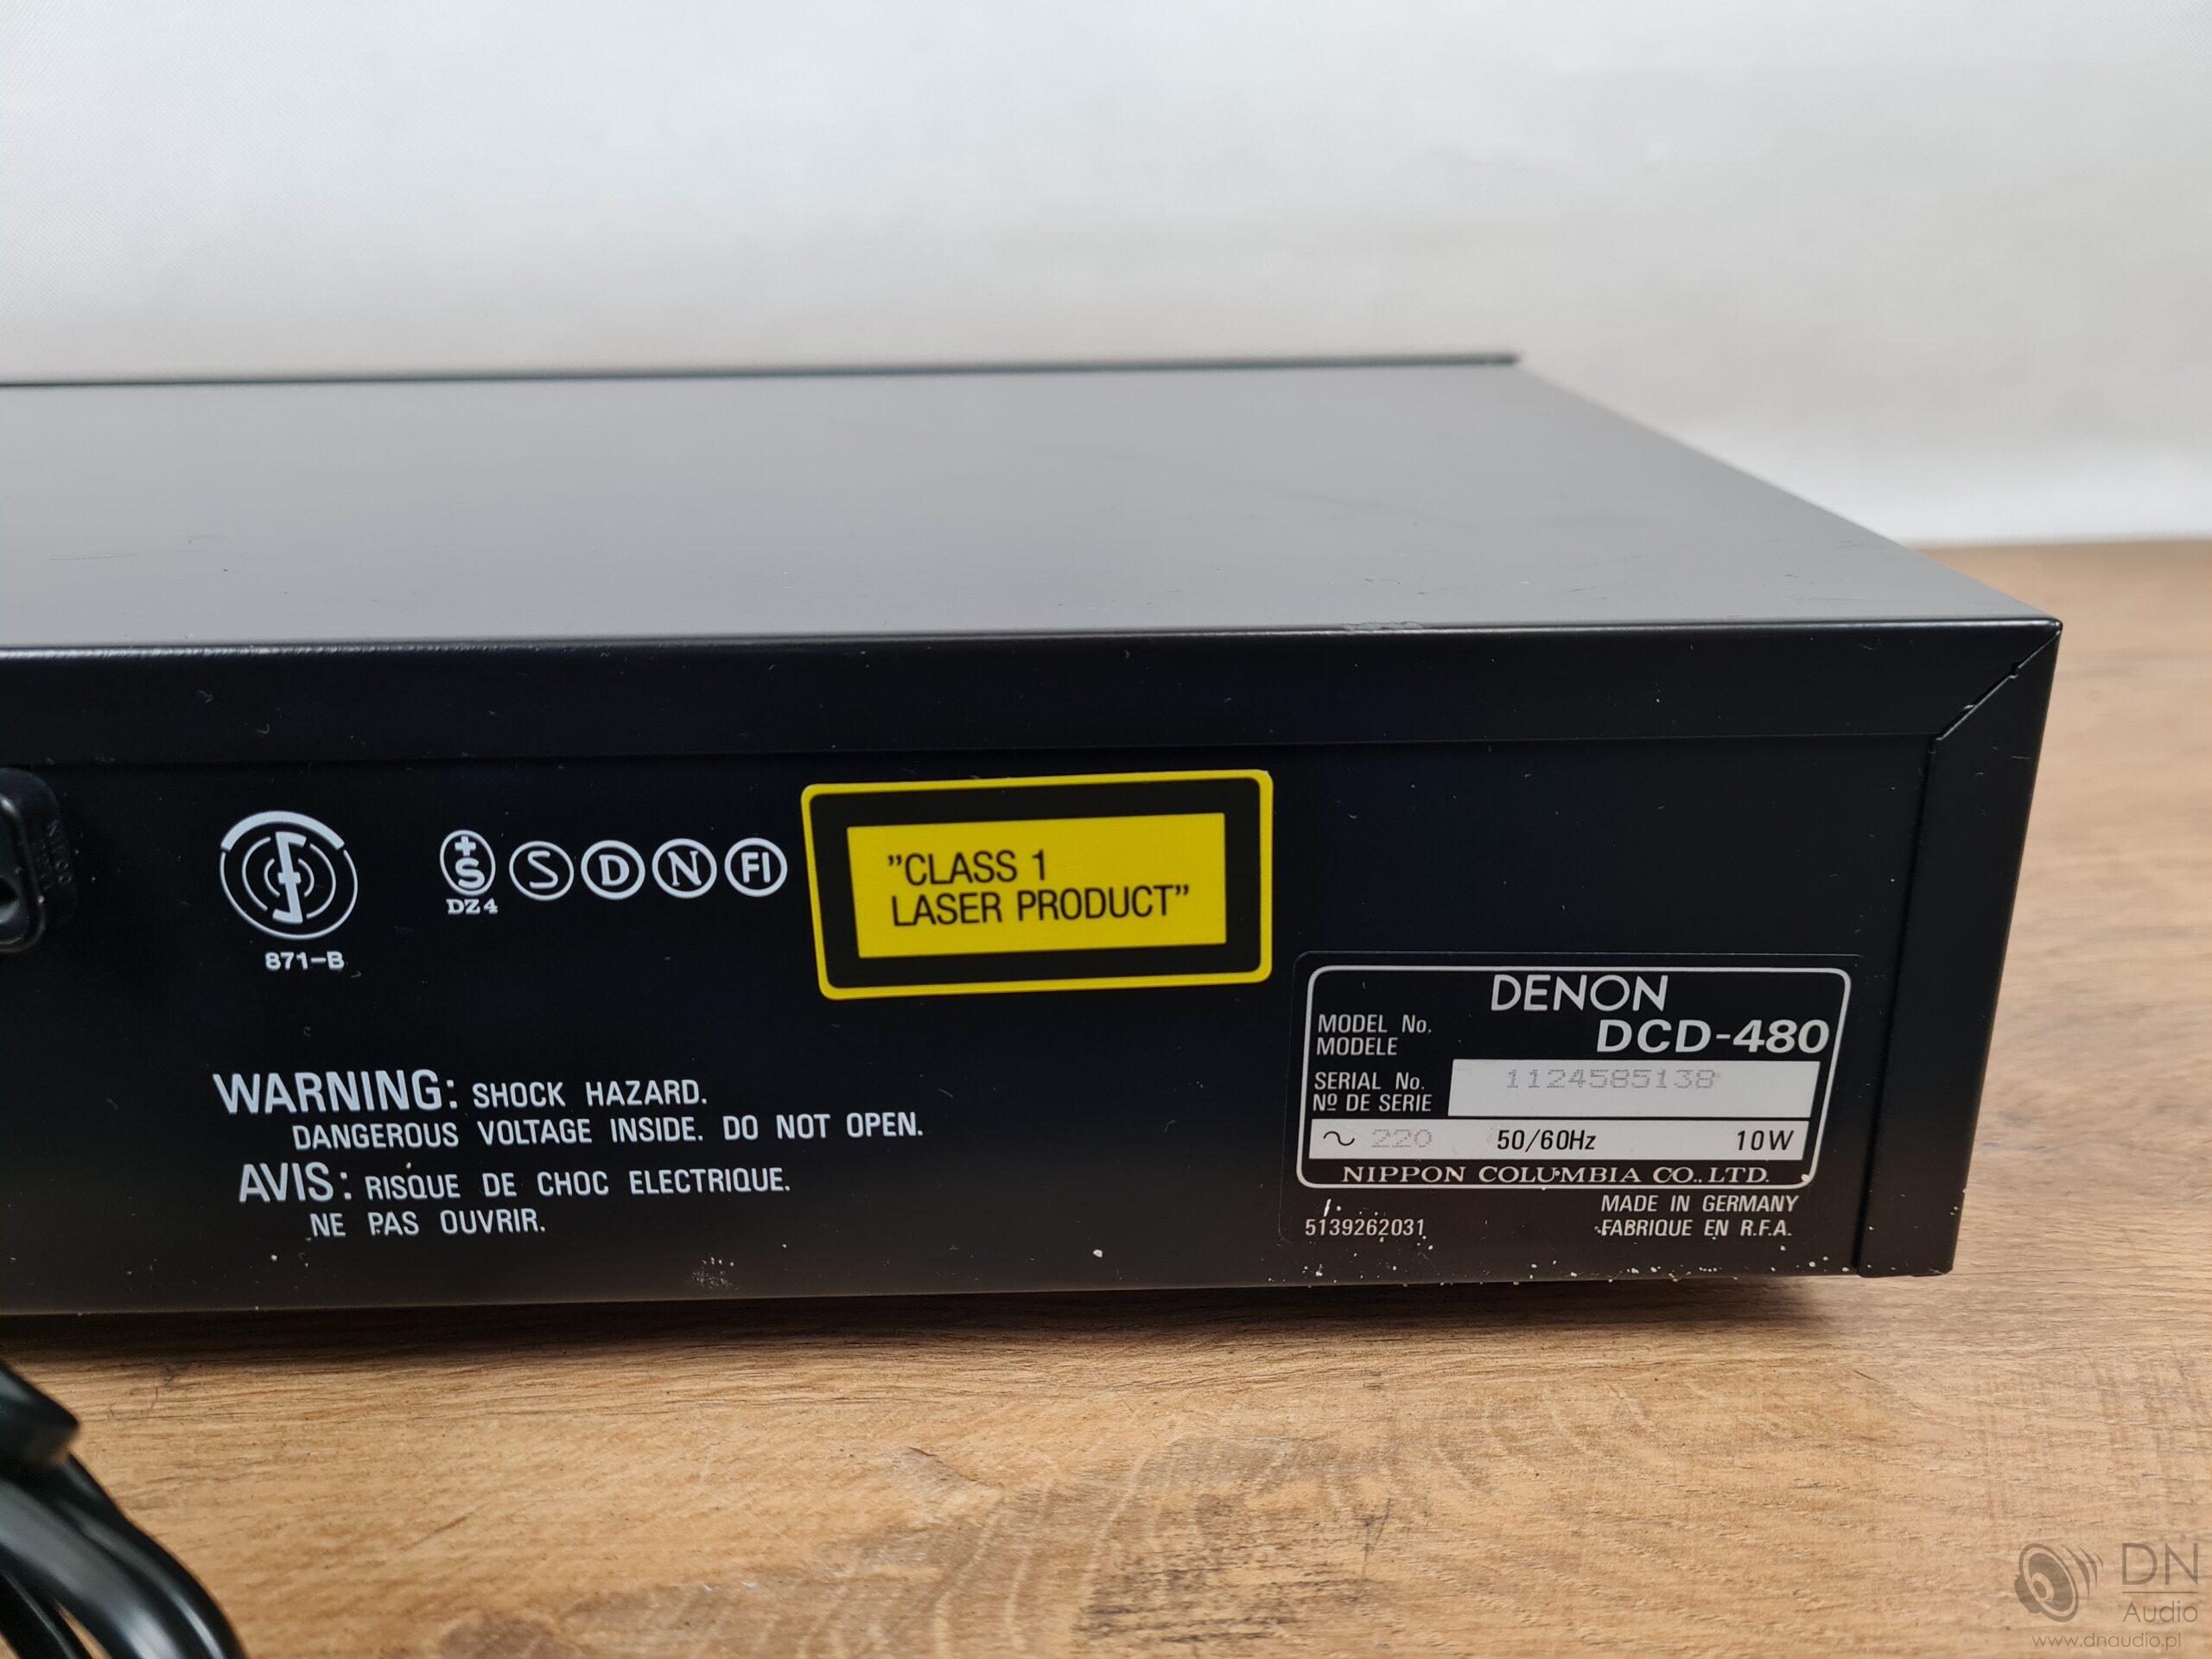 871-B
DZ4
S D N FI
"CLASS 1
LASER PRODUCT"
WARNING: SHOCK HAZARD.
DANGEROUS VOLTAGE INSIDE. DO NOT OPEN.
AVIS: RISQUE DE CHOC ELECTRIQUE.
NE PAS OUVRIR.
DENON
MODEL No. DCD-480
MODELE
SERIAL No. 1124585138
Nº DE SERIE
~ 220 50/60Hz 10W
NIPPON COLUMBIA CO., LTD.
MADE IN GERMANY
5139262031 FABRIQUE EN R.F.A.
DN
Audio
www.dnaudio.pl